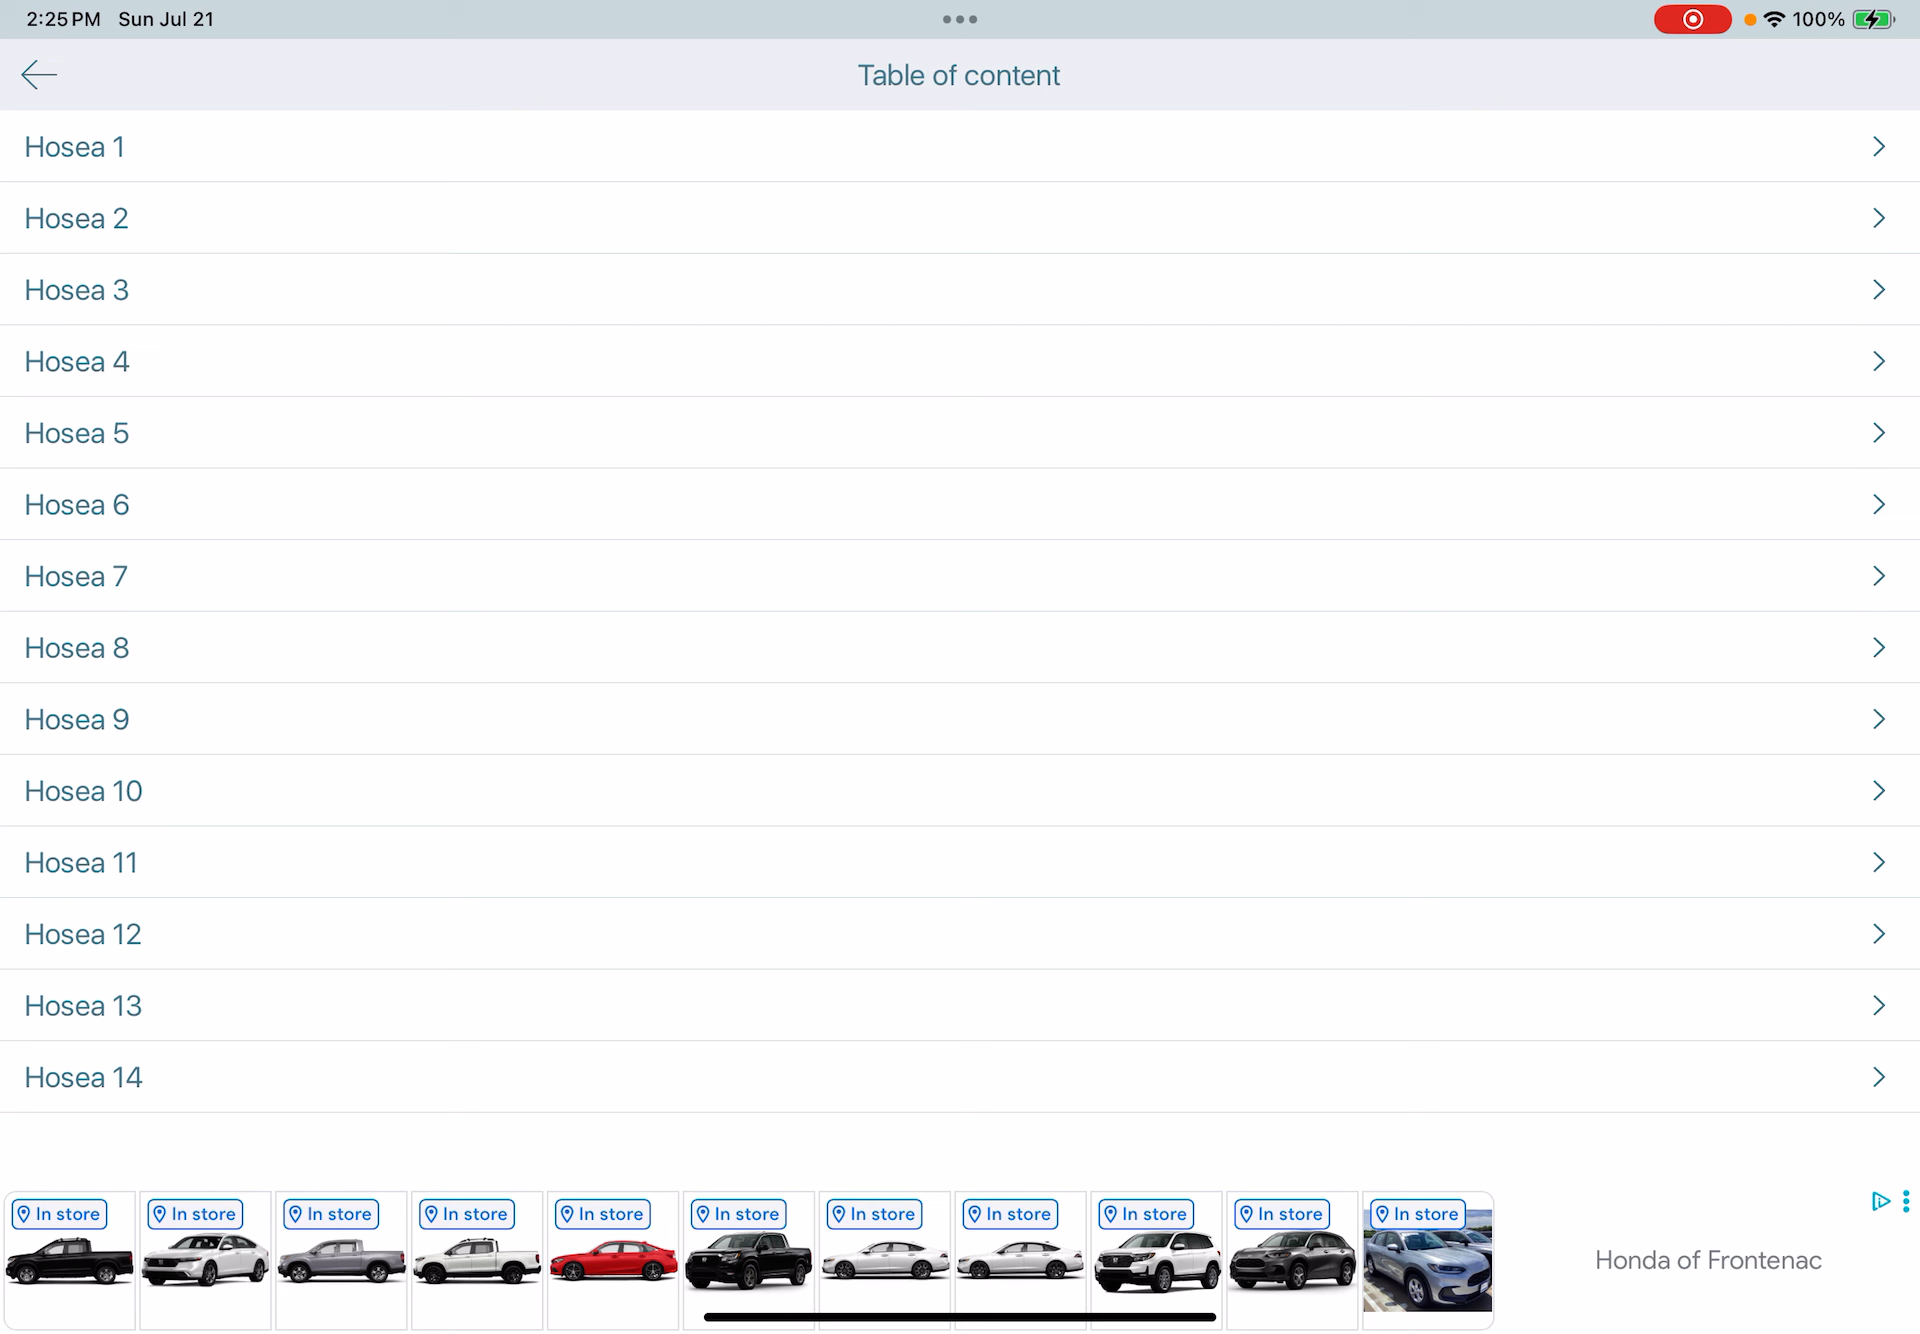 2:25 PM Sun Jul 21
100%
Table of content
Hosea 1
Hosea 2
Hosea 3
Hosea 4
Hosea 5
Hosea 6
Hosea 7
Hosea 8
Hosea 9
Hosea 10
Hosea 11
Hosea 12
Hosea 13
Hosea 14
In store
In store
In store
In store
In store
In store
In store
In store
In store
In store
In store
Honda of Frontenac